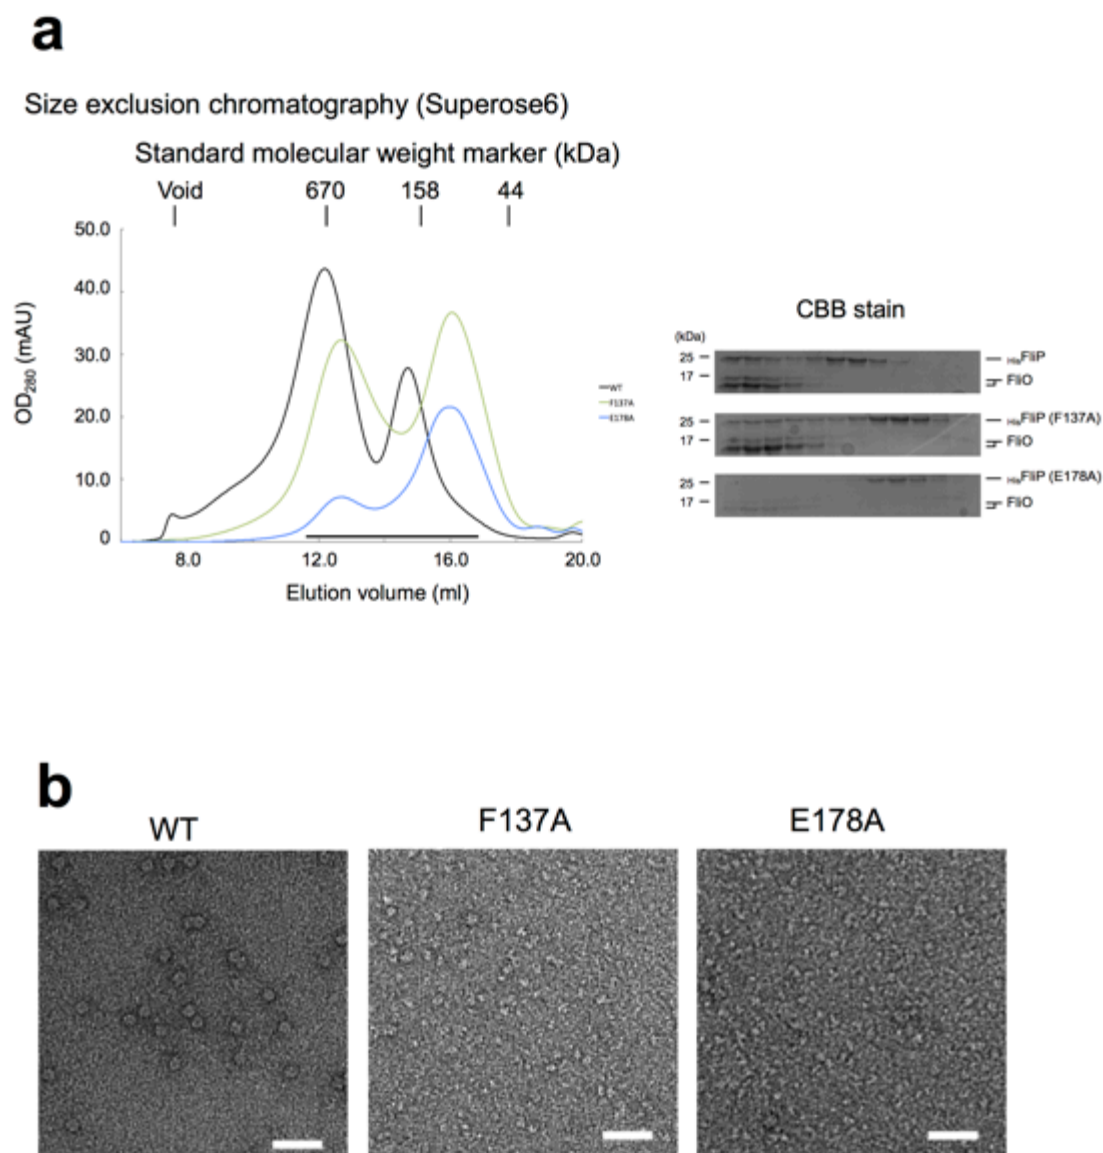 a
Size exclusion chromatography (Superose6)
Standard molecular weight marker (kDa)
Void 670 158 44
50.0
40.0
30.0
20.0
10.0
0
OD280 (mAU)
8.0 12.0 16.0 20.0
Elution volume (ml)
WT
F137A
E178A
CBB stain
(kDa)
25
17
HisFliP
FliO
25
17
HisFliP (F137A)
FliO
25
17
HisFliP (E178A)
FliO
b
WT F137A E178A